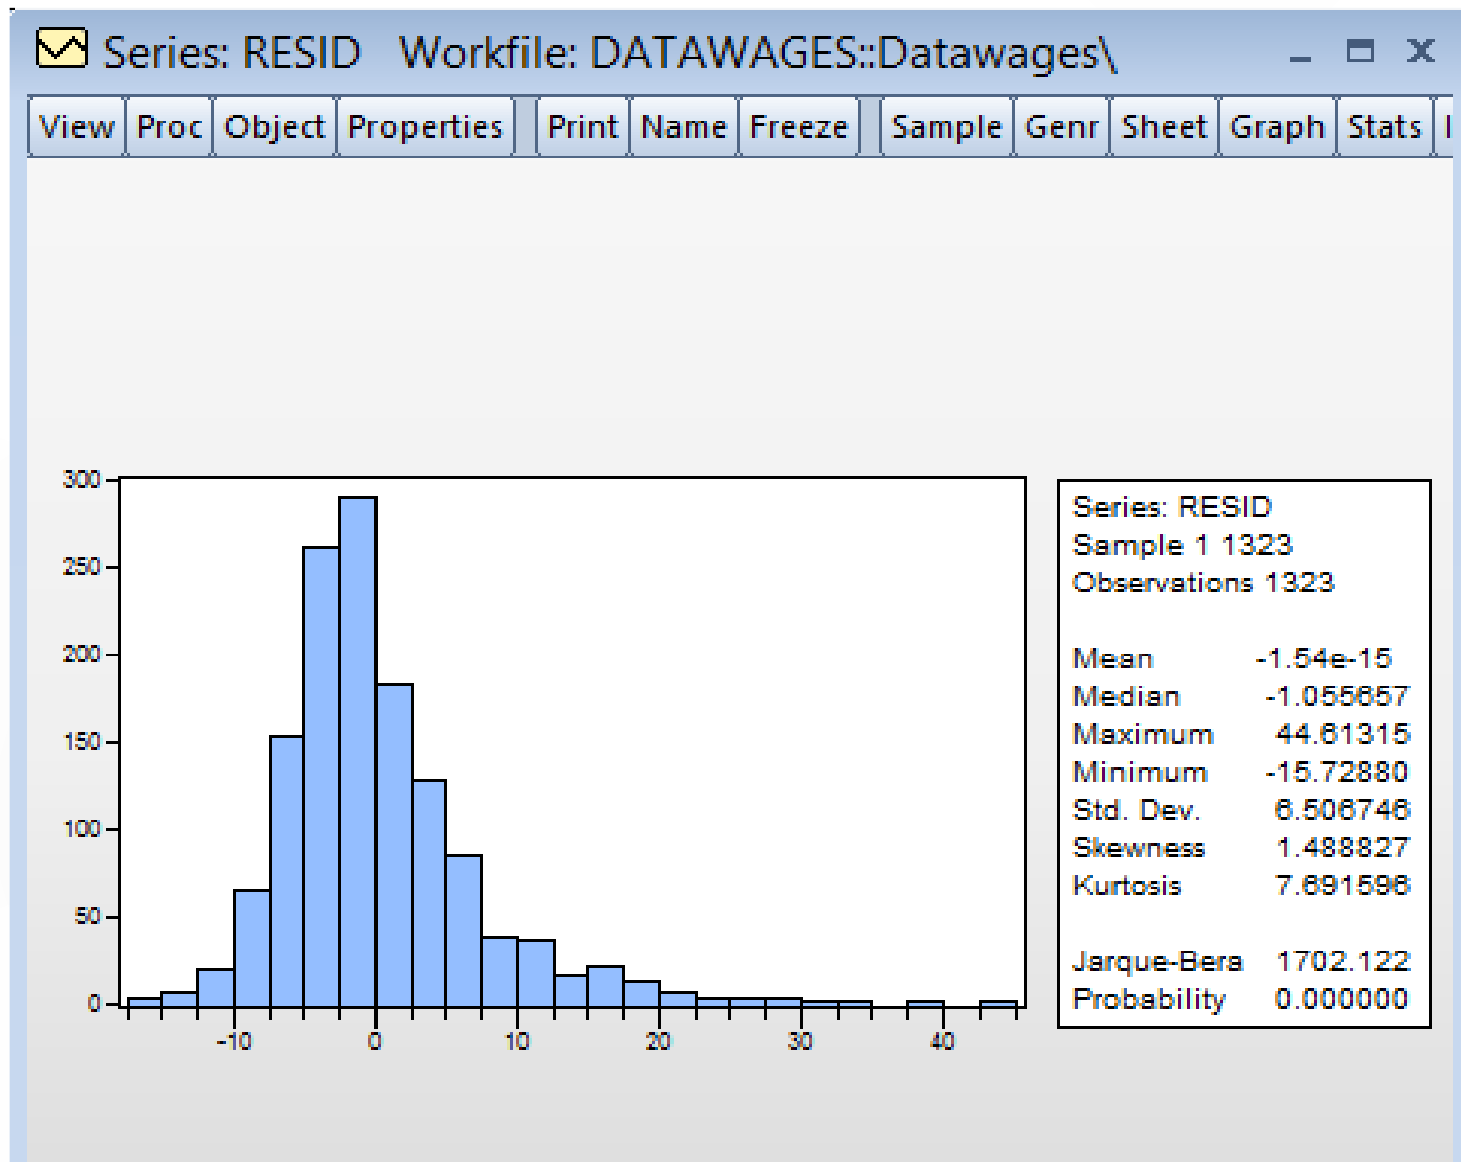 Series: RESID Workfile: DATAWAGES::Datawages\
View Proc Object Properties Print Name Freeze Sample Genr Sheet Graph Stats
300
250
200
150
100
50
0
-10 0 10 20 30 40
Series: RESID
Sample 1 1323
Observations 1323
Mean -1.54e-15
Median -1.055657
Maximum 44.61315
Minimum -15.72880
Std. Dev. 6.506746
Skewness 1.488827
Kurtosis 7.691596
Jarque-Bera 1702.122
Probability 0.000000